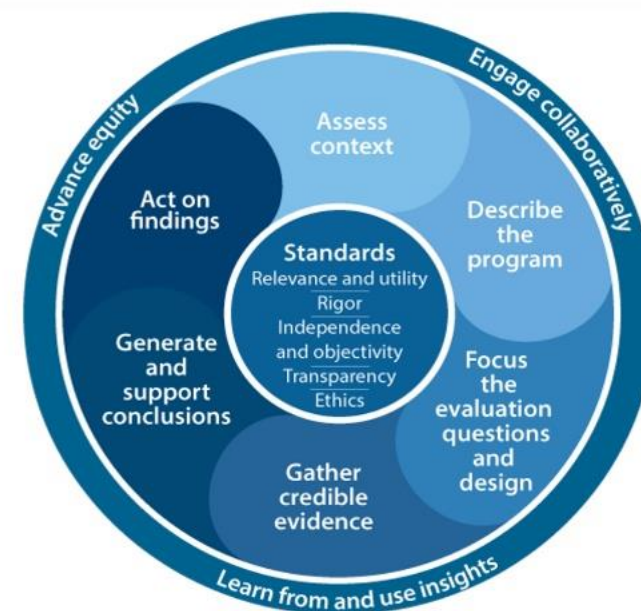 Advance equity
Engage collaboratively
Assess
context
Describe
the
program
Focus
the
evaluation
questions
and
design
Gather
credible
evidence
Generate
and
support
conclusions
Act on
findings
Standards
Relevance and utility
Rigor
Independence
and objectivity
Transparency
Ethics
Learn from and use insights